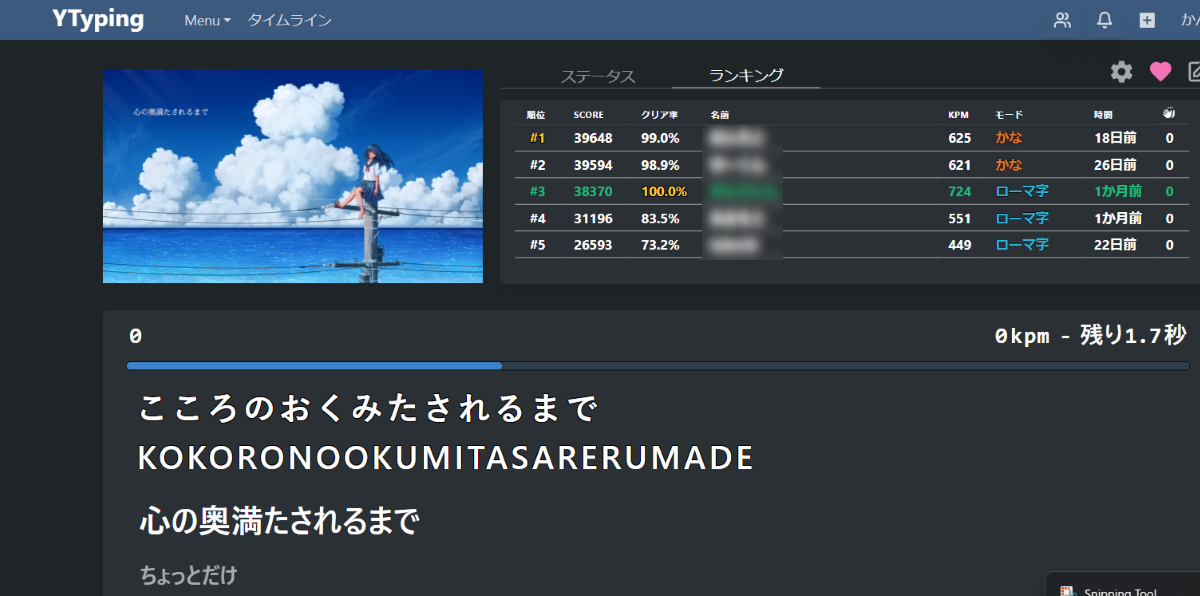 YTyping Menu タイムライン
心の奥満たされるまで
ステータス ランキング
順位 SCORE クリア率 名前 KPM モード 時間
#1 39648 99.0% 625 かな 18日前 0
#2 39594 98.9% 621 かな 26日前 0
#3 38370 100.0% 724 ローマ字 1か月前 0
#4 31196 83.5% 551 ローマ字 1か月前 0
#5 26593 73.2% 449 ローマ字 22日前 0
0 0kpm - 残り1.7秒
こころのおくみたされるまで
KOKORONOOKUMITASARERUMADE
心の奥満たされるまで
ちょっとだけ
Snipping Tool